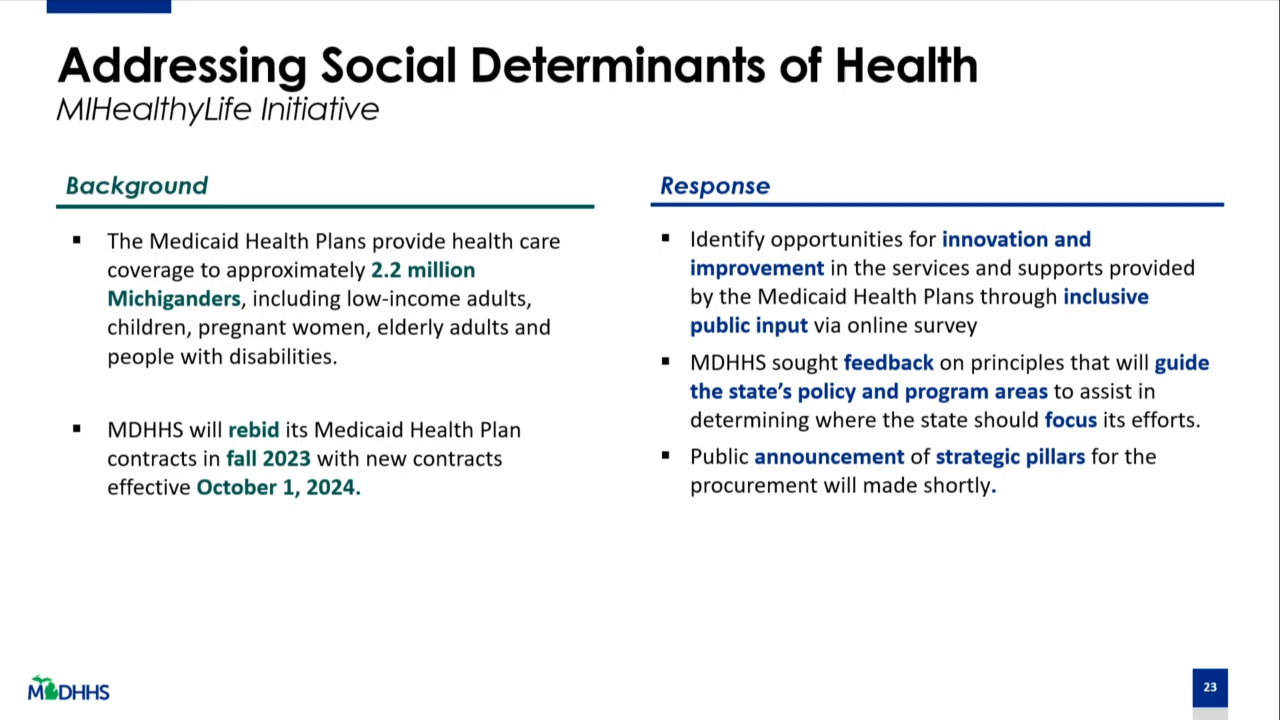 Addressing Social Determinants of Health
MIHealthyLife Initiative
Background
▪ The Medicaid Health Plans provide health care
coverage to approximately 2.2 million
Michiganders, including low-income adults,
children, pregnant women, elderly adults and
people with disabilities.
▪ MDHHS will rebid its Medicaid Health Plan
contracts in fall 2023 with new contracts
effective October 1, 2024.
Response
▪ Identify opportunities for innovation and
improvement in the services and supports provided
by the Medicaid Health Plans through inclusive
public input via online survey
▪ MDHHS sought feedback on principles that will guide
the state’s policy and program areas to assist in
determining where the state should focus its efforts.
▪ Public announcement of strategic pillars for the
procurement will made shortly.
MDHHS
23